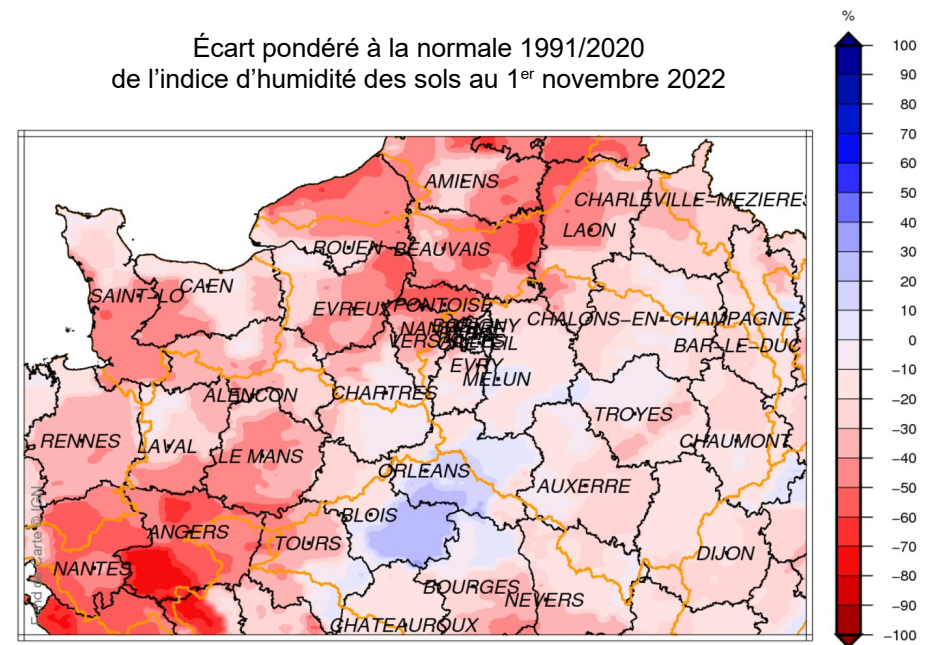 %
Écart pondéré à la normale 1991/2020
de l’indice d’humidité des sols au 1er novembre 2022
100
90
80
70
60
50
40
30
20
10
0
−10
−20
−30
−40
−50
−60
−70
−80
−90
−100
AMIENS
CHARLEVILLE−MEZIERES
LAON
ROUEN
BEAUVAIS
SAINT−LO
CAEN
EVREUX
PONTOISE
CHALONS−EN−CHAMPAGNE
BAR−LE−DUC
EVRY
MELUN
ALENCON
CHARTRES
TROYES
RENNES
LAVAL
LE MANS
CHAUMONT
ORLEANS
AUXERRE
BLOIS
ANGERS
TOURS
DIJON
NANTES
BOURGES
NEVERS
CHATEAUROUX